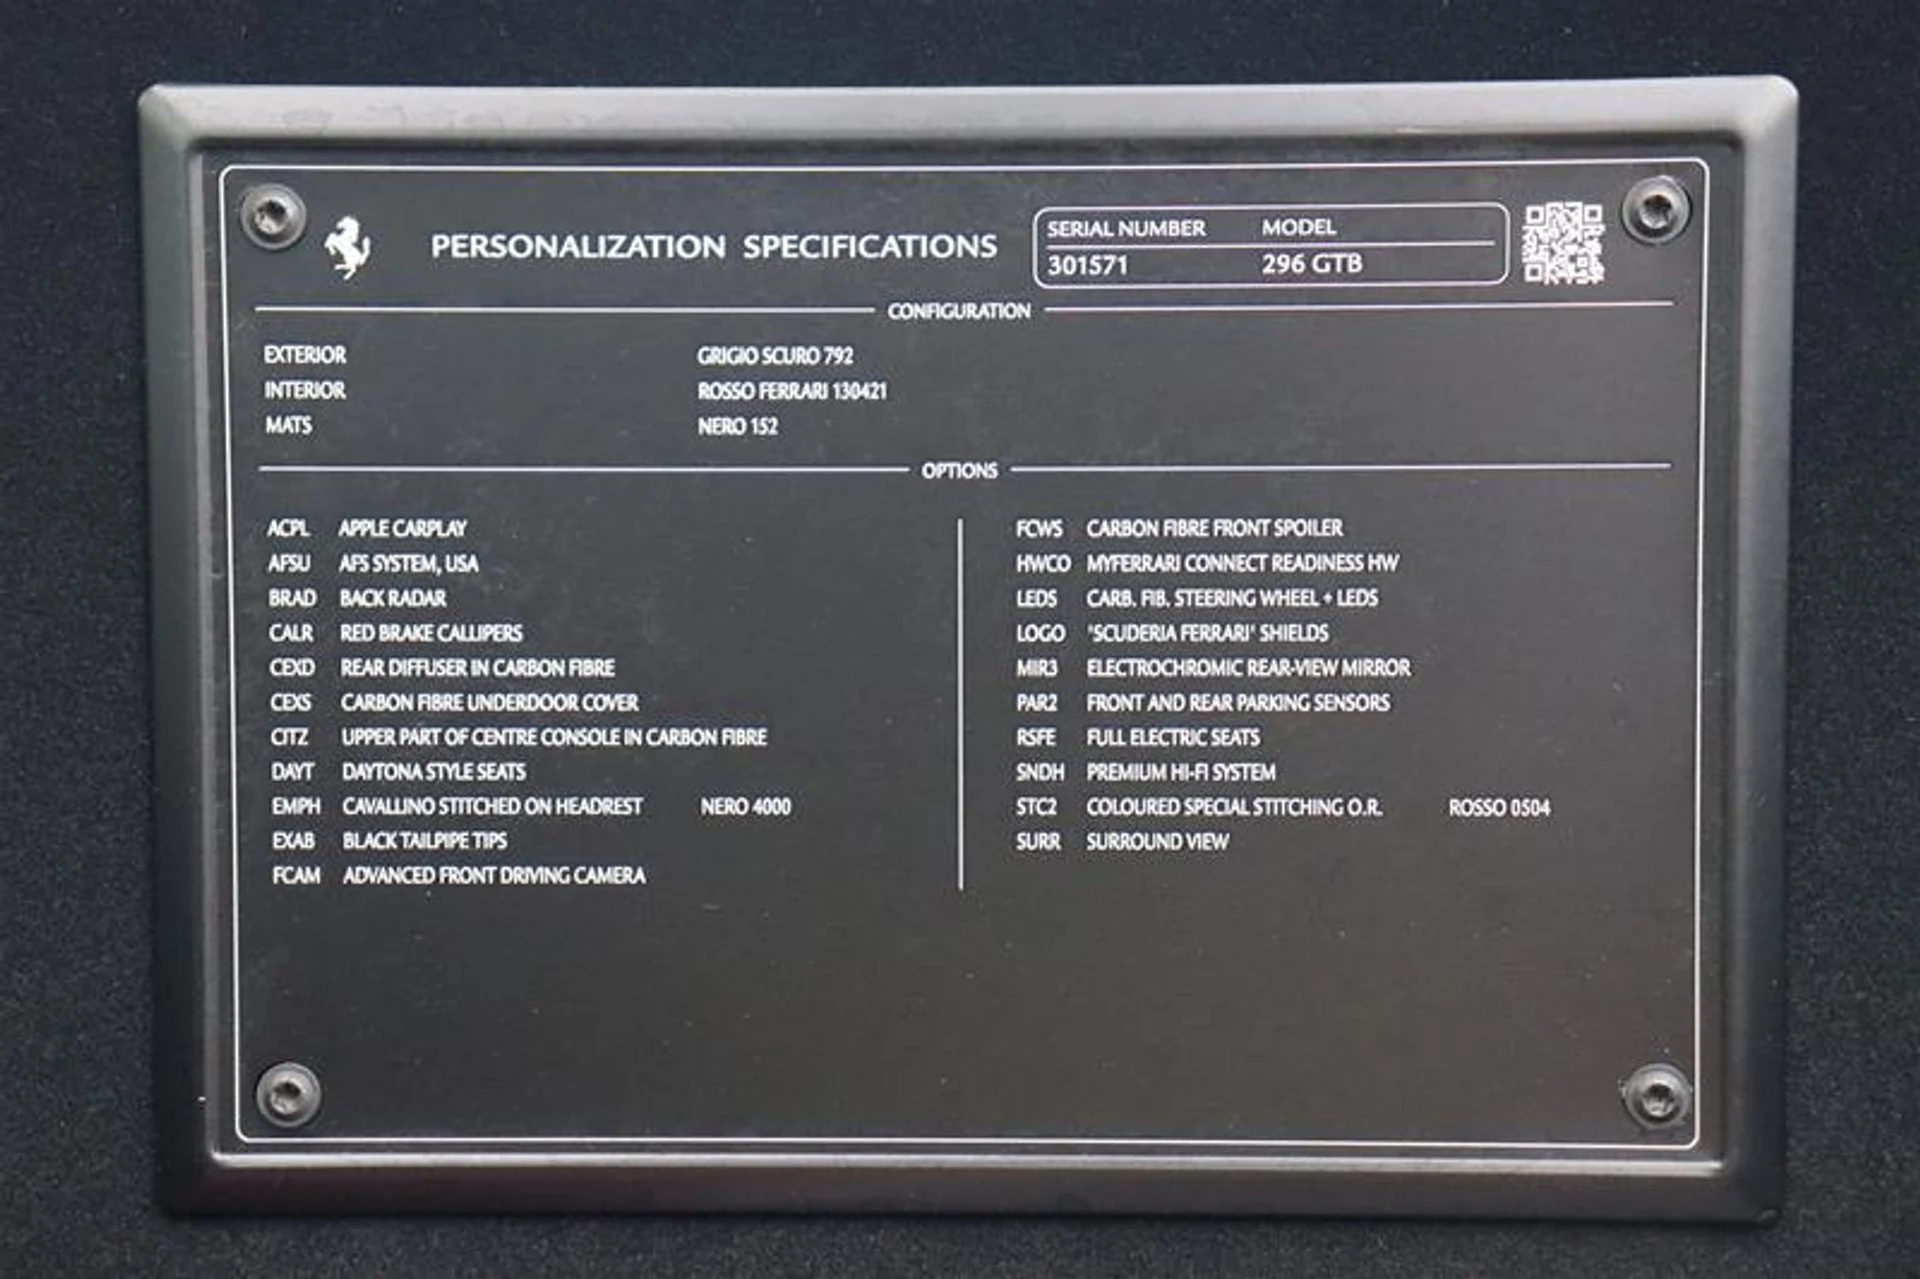 PERSONALIZATION SPECIFICATIONS
SERIAL NUMBER MODEL
301571 296 GTB
CONFIGURATION
EXTERIOR GRIGIO SCURO 792
INTERIOR ROSSO FERRARI 130421
MATS NERO 152
OPTIONS
ACPL APPLE CARPLAY
AFSU AFS SYSTEM, USA
BRAD BACK RADAR
CALR RED BRAKE CALLIPERS
CEXD REAR DIFFUSER IN CARBON FIBRE
CEXS CARBON FIBRE UNDERDOOR COVER
CITZ UPPER PART OF CENTRE CONSOLE IN CARBON FIBRE
DAYT DAYTONA STYLE SEATS
EMPH CAVALLINO STITCHED ON HEADREST NERO 4000
EXAB BLACK TAILPIPE TIPS
FCAM ADVANCED FRONT DRIVING CAMERA
FCWS CARBON FIBRE FRONT SPOILER
HWCO MYFERRARI CONNECT READINESS HW
LEDS CARB. FIB. STEERING WHEEL + LEDS
LOGO 'SCUDERIA FERRARI' SHIELDS
MIR3 ELECTROCHROMIC REAR-VIEW MIRROR
PAR2 FRONT AND REAR PARKING SENSORS
RSFE FULL ELECTRIC SEATS
SNDH PREMIUM HI-FI SYSTEM
STC2 COLOURED SPECIAL STITCHING O.R. ROSSO 0504
SURR SURROUND VIEW